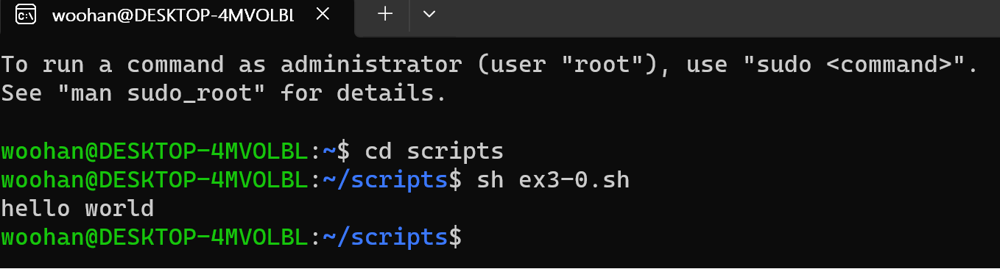 woohan@DESKTOP-4MVOLBL
To run a command as administrator (user "root"), use "sudo <command>".
See "man sudo_root" for details.
woohan@DESKTOP-4MVOLBL:~$ cd scripts
woohan@DESKTOP-4MVOLBL:~/scripts$ sh ex3-0.sh
hello world
woohan@DESKTOP-4MVOLBL:~/scripts$